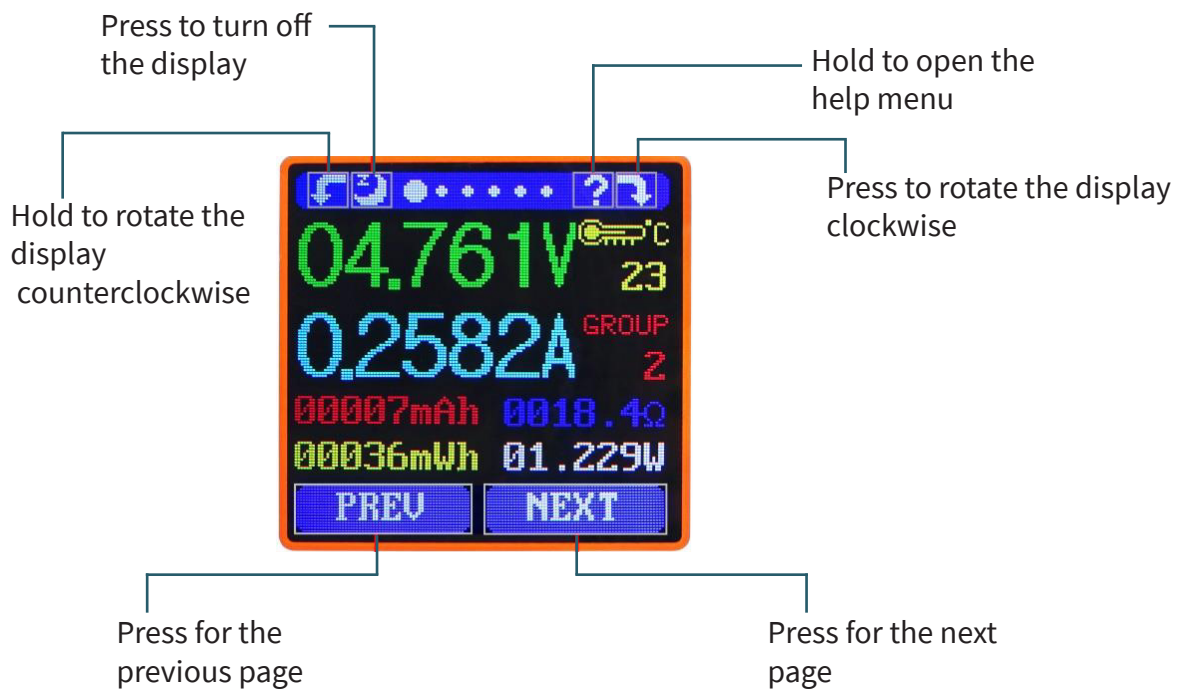 Press to turn off
the display
Hold to open the
help menu
Hold to rotate the
display
counterclockwise
Press to rotate the display
clockwise
?
04.761V
°C
23
0.2582A
GROUP
2
00007mAh 0018.4Ω
00036mWh 01.229W
PREV NEXT
Press for the
previous page
Press for the next
page